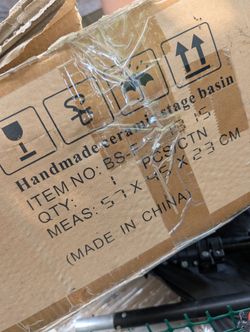 Handmade ceramic stage basin
ITEM NO: BS-
QTY: 1 PCS/CTN
MEAS: 57 X 45 X 23 CM
(MADE IN CHINA)